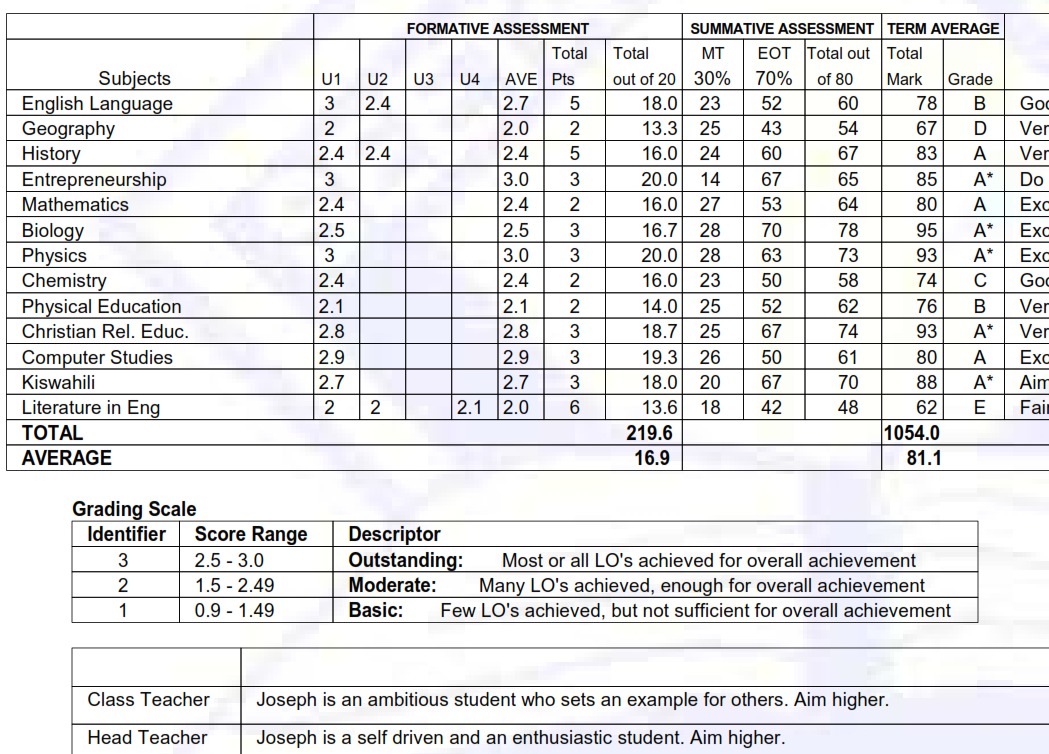 FORMATIVE ASSESSMENT SUMMATIVE ASSESSMENT TERM AVERAGE
Total Total MT EOT Total out Total
Subjects U1 U2 U3 U4 AVE Pts out of 20 30% 70% of 80 Mark Grade
English Language 3 2.4 2.7 5 18.0 23 52 60 78 B
Geography 2 2.0 2 13.3 25 43 54 67 D
History 2.4 2.4 2.4 5 16.0 24 60 67 83 A
Entrepreneurship 3 3.0 3 20.0 14 67 65 85 A* Do
Mathematics 2.4 2.4 2 16.0 27 53 64 80 A
Biology 2.5 2.5 3 16.7 28 70 78 95 A*
Physics 3 3.0 3 20.0 28 63 73 93 A*
Chemistry 2.4 2.4 2 16.0 23 50 58 74 C
Physical Education 2.1 2.1 2 14.0 25 52 62 76 B
Christian Rel. Educ. 2.8 2.8 3 18.7 25 67 74 93 A*
Computer Studies 2.9 2.9 3 19.3 26 50 61 80 A
Kiswahili 2.7 2.7 3 18.0 20 67 70 88 A* Aim
Literature in Eng 2 2 2.1 2.0 6 13.6 18 42 48 62 E
TOTAL 219.6 1054.0
AVERAGE 16.9 81.1
Grading Scale
Identifier Score Range Descriptor
3 2.5 - 3.0 Outstanding: Most or all LO's achieved for overall achievement
2 1.5 - 2.49 Moderate: Many LO's achieved, enough for overall achievement
1 0.9 - 1.49 Basic: Few LO's achieved, but not sufficient for overall achievement
Class Teacher Joseph is an ambitious student who sets an example for others. Aim higher.
Head Teacher Joseph is a self driven and an enthusiastic student. Aim higher.